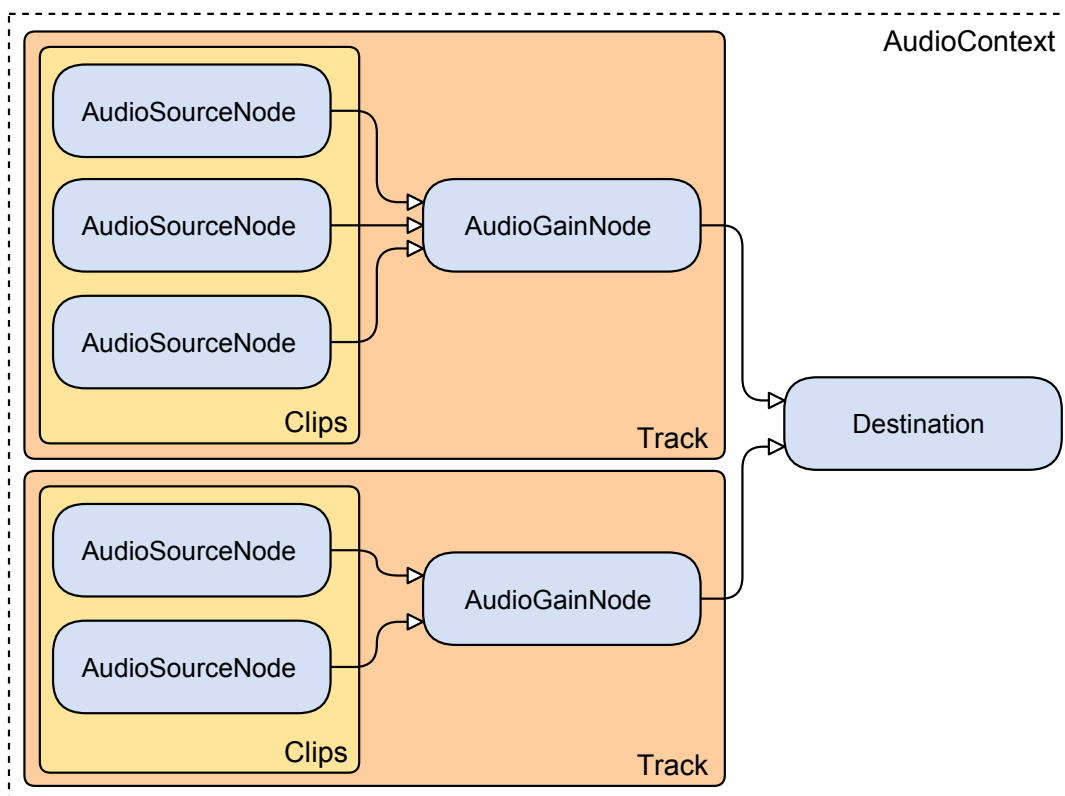 AudioContext
AudioSourceNode
AudioSourceNode
AudioGainNode
AudioSourceNode
Clips
Track
Destination
AudioSourceNode
AudioGainNode
AudioSourceNode
Clips
Track